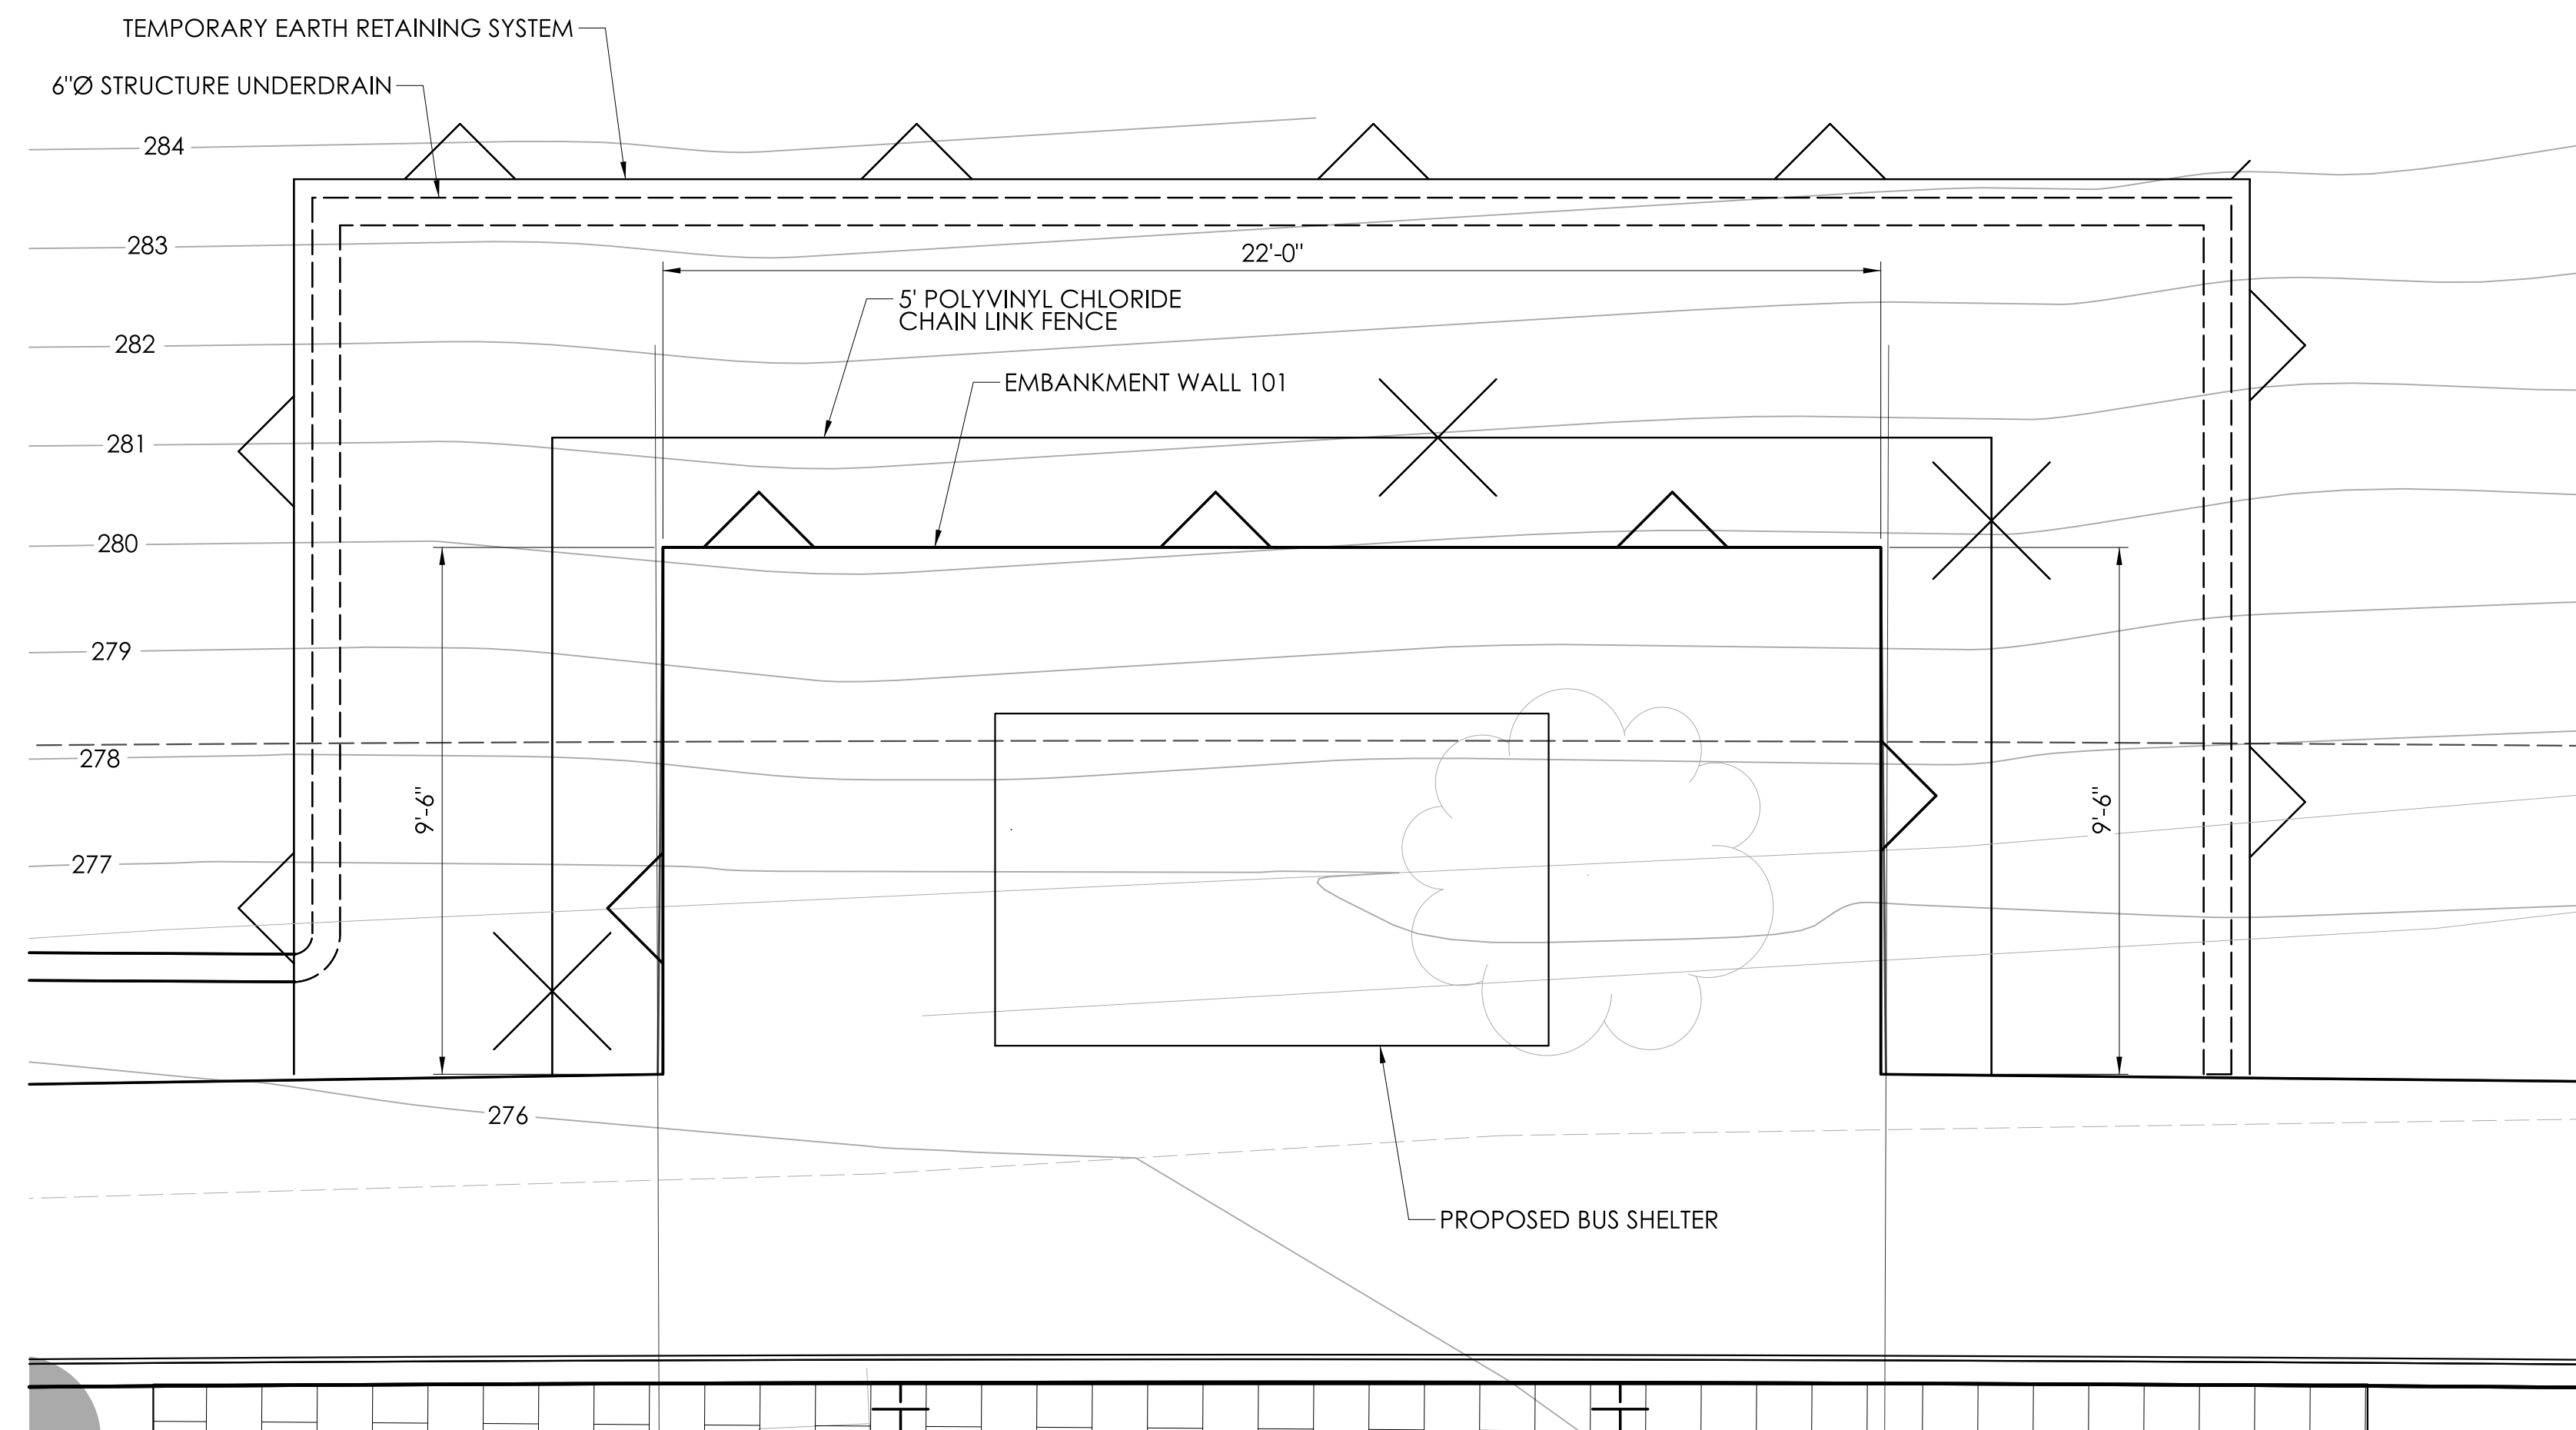 TEMPORARY EARTH RETAINING SYSTEM
6"Ø STRUCTURE UNDERDRAIN
284
283
22'-0"
5' POLYVINYL CHLORIDE
CHAIN LINK FENCE
282
EMBANKMENT WALL 101
281
280
279
278
9'-6"
9'-6"
277
276
PROPOSED BUS SHELTER